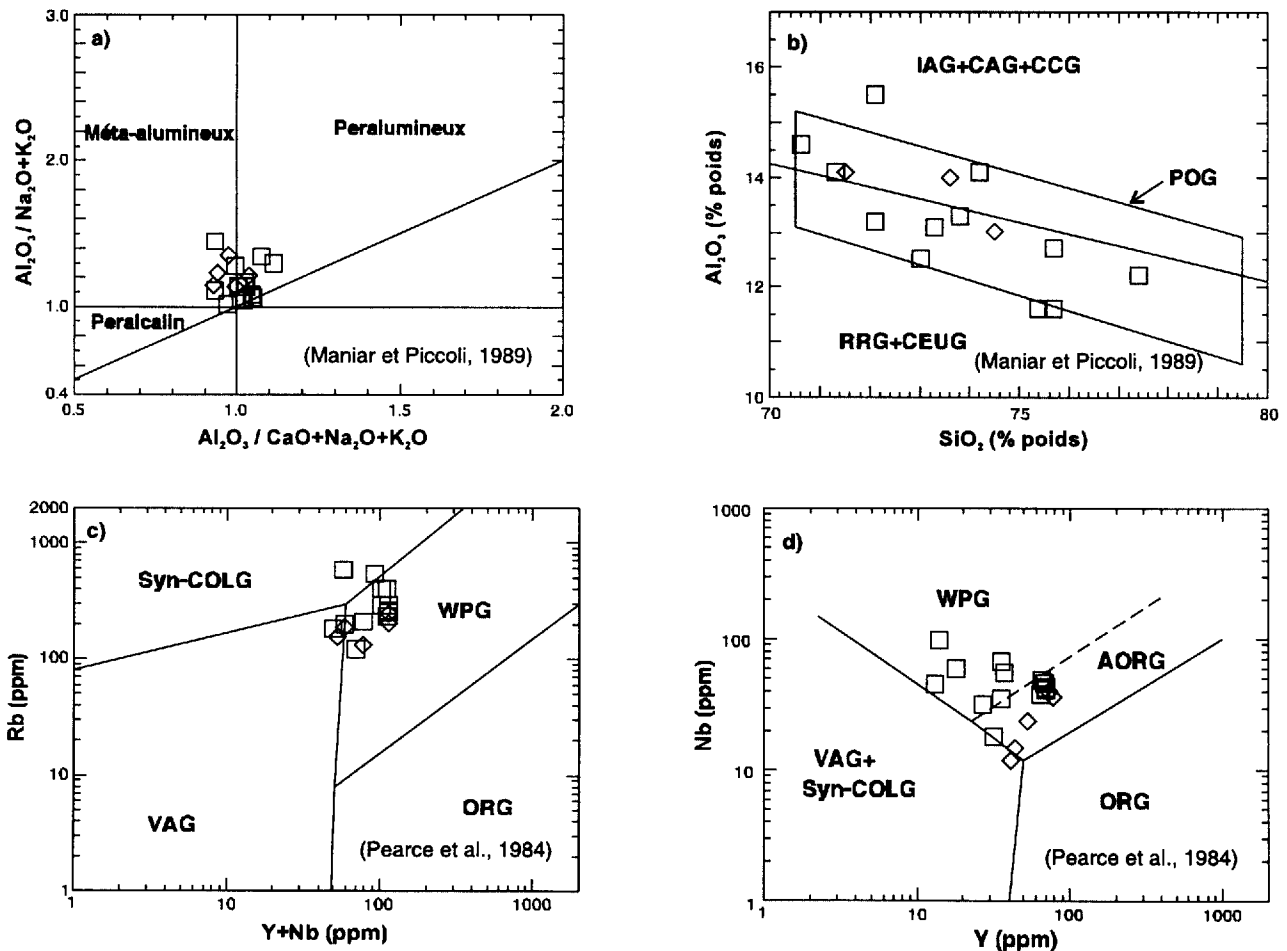 a)
3.0
2.0
1.0
0.4
0.5
1.0
1.5
2.0
Méta-alumineux
Peralumineux
Peralcalin
(Maniar et Piccoli, 1989)
Al₂O₃ / Na₂O+K₂O
Al₂O₃ / CaO+Na₂O+K₂O
b)
16
14
12
10
70
75
80
IAG+CAG+CCG
POG
RRG+CEUG
(Maniar et Piccoli, 1989)
Al₂O₃ (% poids)
SiO₂ (% poids)
c)
2000
1000
100
10
1
1
10
100
1000
Syn-COLG
WPG
VAG
ORG
(Pearce et al., 1984)
Rb (ppm)
Y+Nb (ppm)
d)
1000
100
10
1
1
10
100
1000
WPG
AORG
VAG+
Syn-COLG
ORG
(Pearce et al., 1984)
Nb (ppm)
Y (ppm)